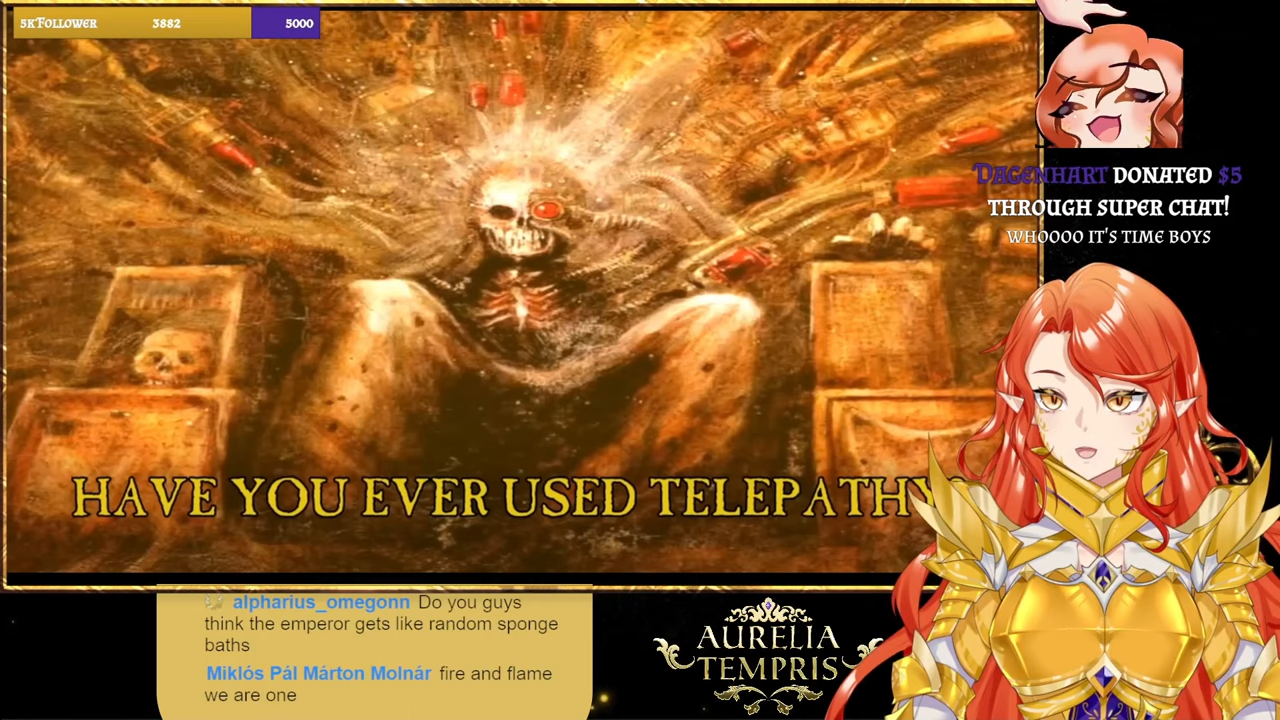 5K Follower 3882 5000
Dagenhart donated $5
through Super Chat!
WHOOOO IT'S TIME BOYS
HAVE YOU EVER USED TELEPATHY
alpharius_omegonn Do you guys
think the emperor gets like random sponge
baths
Miklós Pál Márton Molnár fire and flame
we are one
AURELIA
TEMPRIS